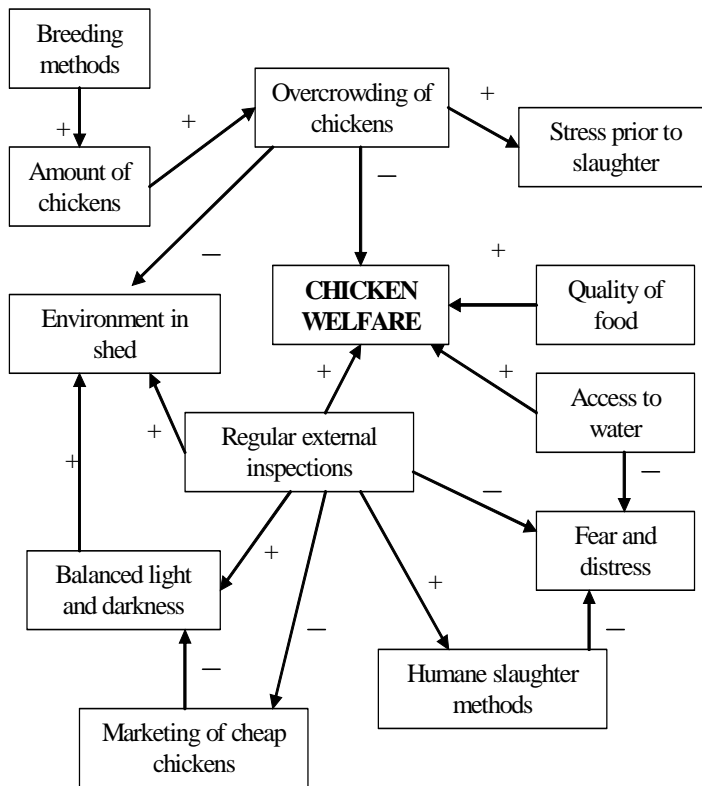 Breeding
methods
+
+
Overcrowding of
chickens
+
Stress prior to
slaughter
Amount of
chickens
−
−
CHICKEN
WELFARE
+
Quality of
food
Environment in
shed
+
+
Access to
water
+
Regular external
inspections
+
−
−
Fear and
distress
+
+
Balanced light
and darkness
−
−
−
Humane slaughter
methods
Marketing of cheap
chickens